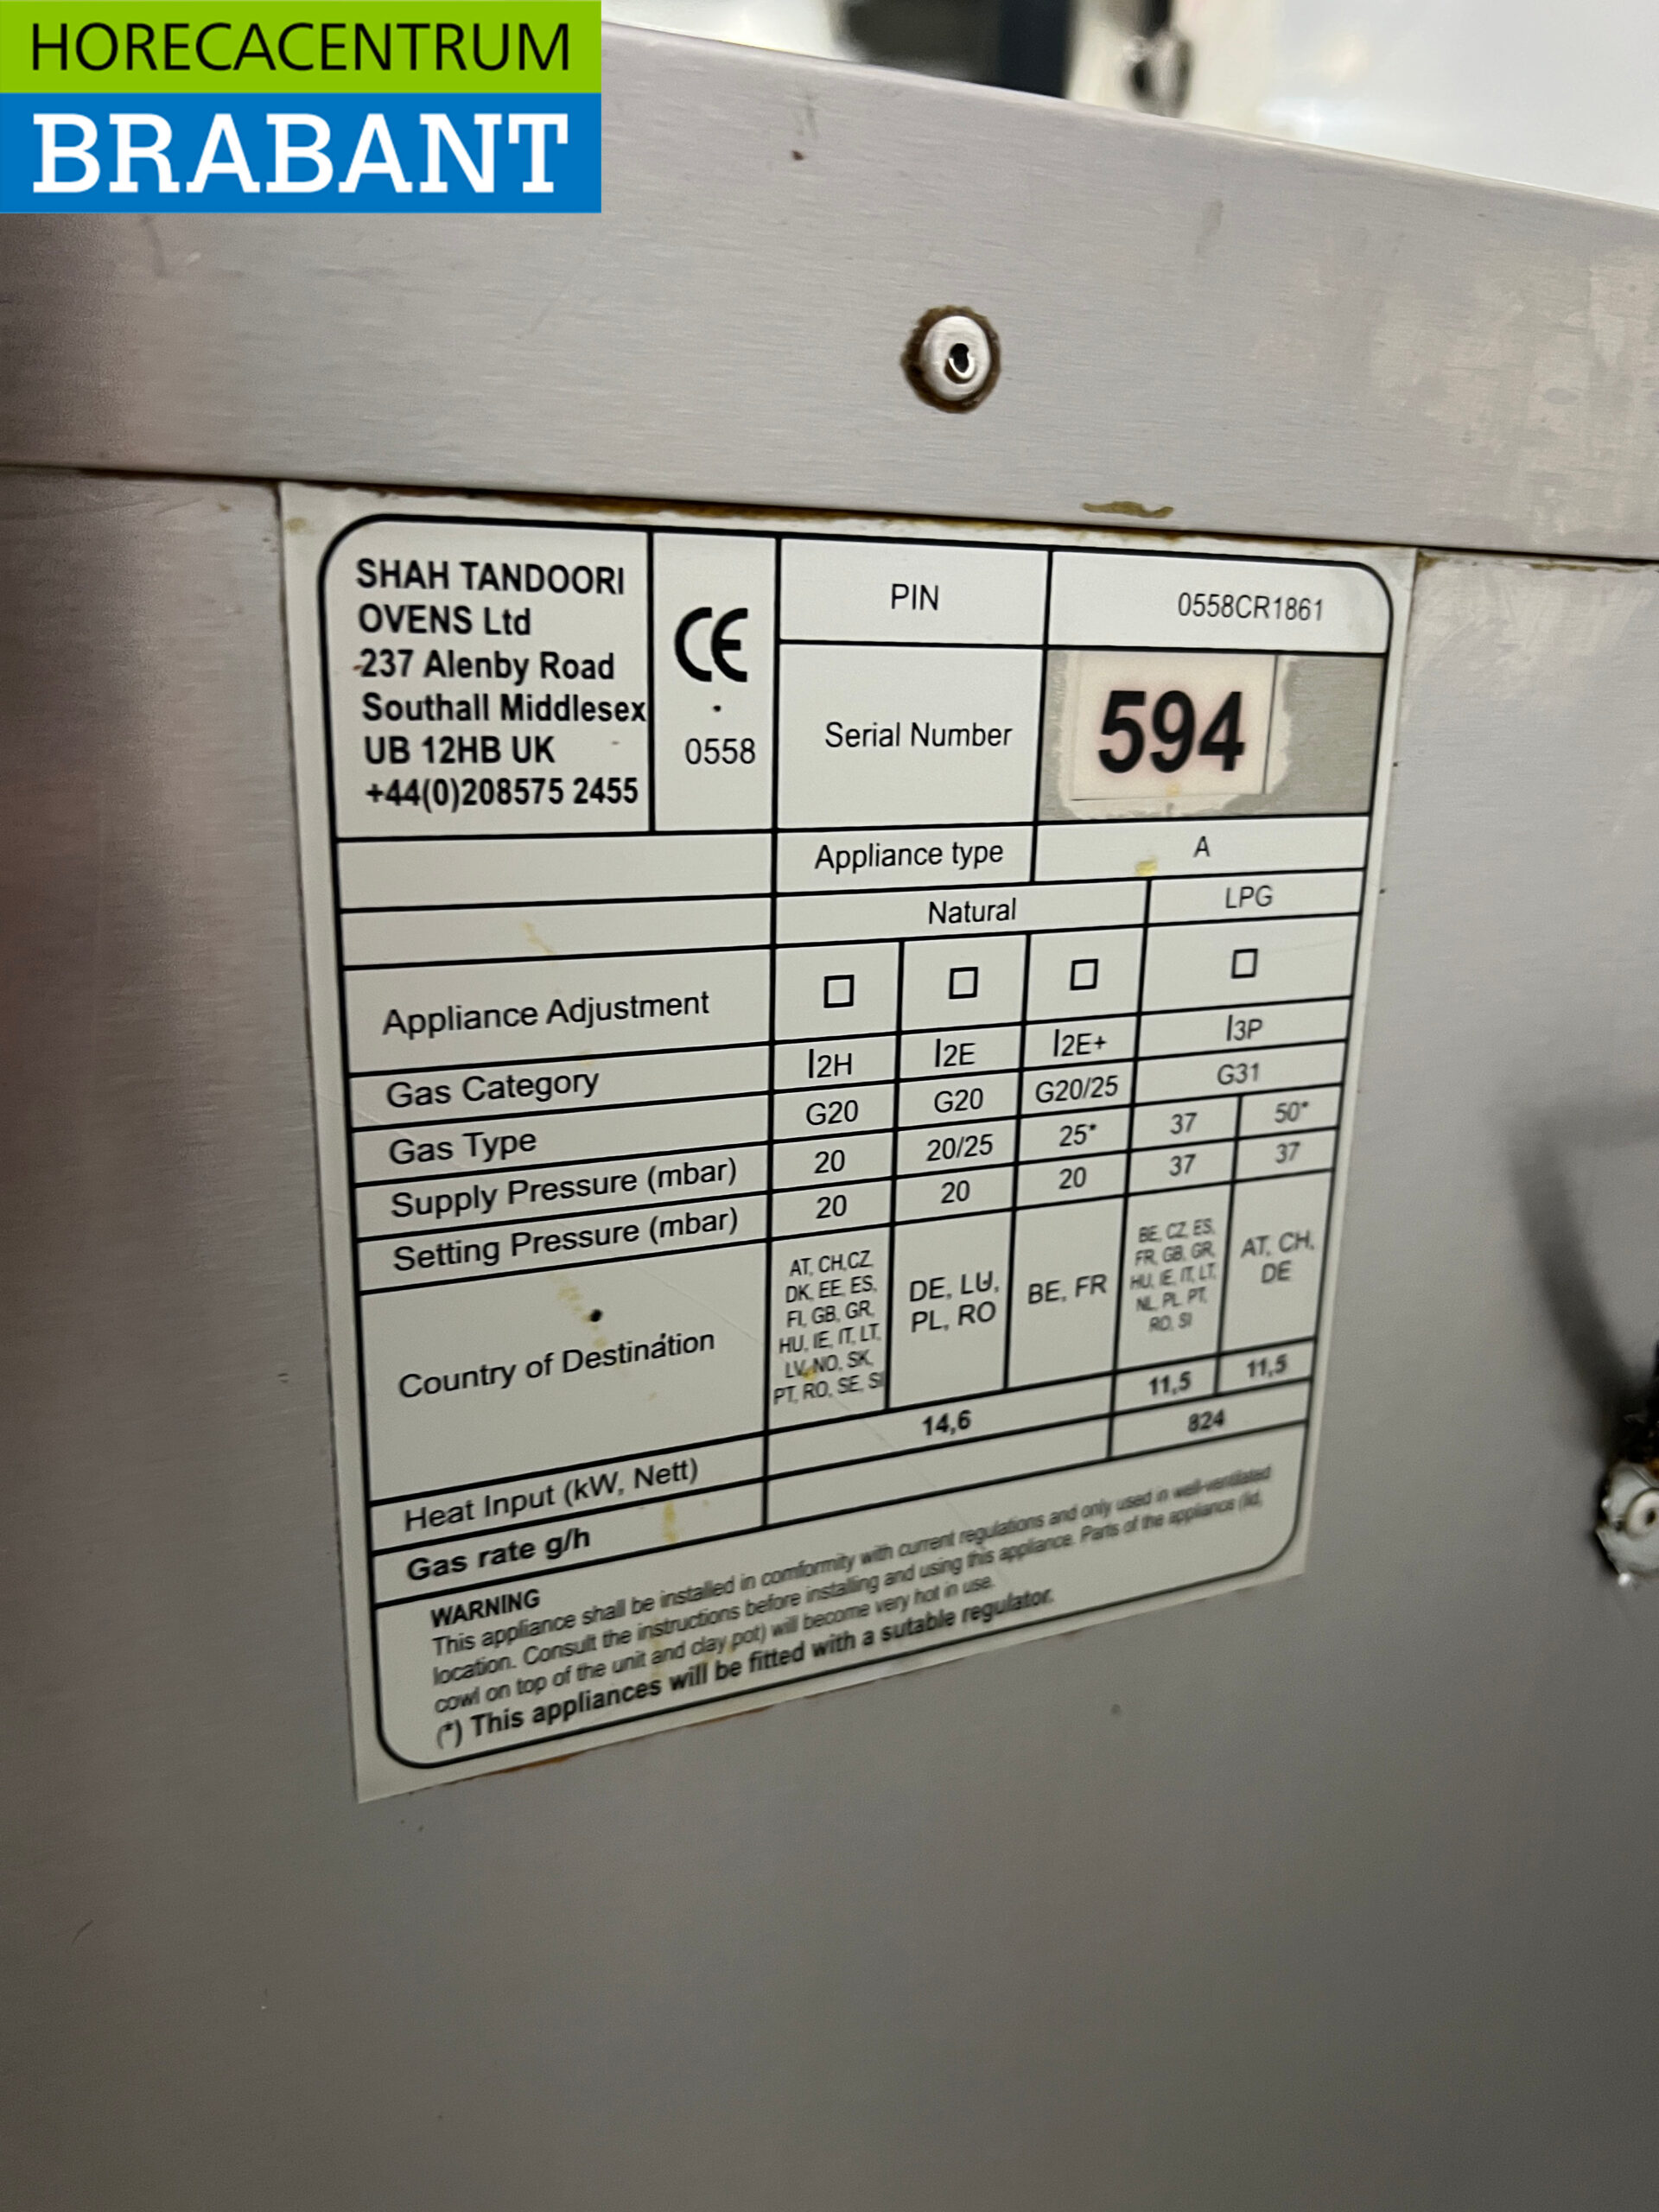 HORECACENTRUM
BRABANT
SHAH TANDOORI
OVENS Ltd
237 Alenby Road
Southall Middlesex
UB 12HB UK
+44(0)208575 2455
CE
0558
PIN
0558CR1861
Serial Number
594
Appliance type
A
Natural
LPG
Appliance Adjustment
Gas Category
I2H
I2E
I2E+
I3P
Gas Type
G20
G20
G20/25
G31
Supply Pressure (mbar)
20
20/25
25*
37
50*
Setting Pressure (mbar)
20
20
20
37
37
Country of Destination
AT, CH,CZ,
DK, EE, ES,
FI, GB, GR,
HU, IE, IT, LT,
LV, NO, SK,
PT, RO, SE, SI
DE, LU,
PL, RO
BE, FR
BE, CZ, ES,
FR, GB, GR,
HU, IE, IT, LT,
NL, PL, PT,
RO, SI
AT, CH,
DE
Heat Input (kW, Nett)
14,6
11,5
11,5
Gas rate g/h
824
WARNING
This appliance shall be installed in comformity with current regulations and only used in well-ventilated
location. Consult the instructions before installing and using this appliance. Parts of the appliance (lid,
cowl on top of the unit and clay pot) will become very hot in use.
(*) This appliances will be fitted with a sutable regulator.